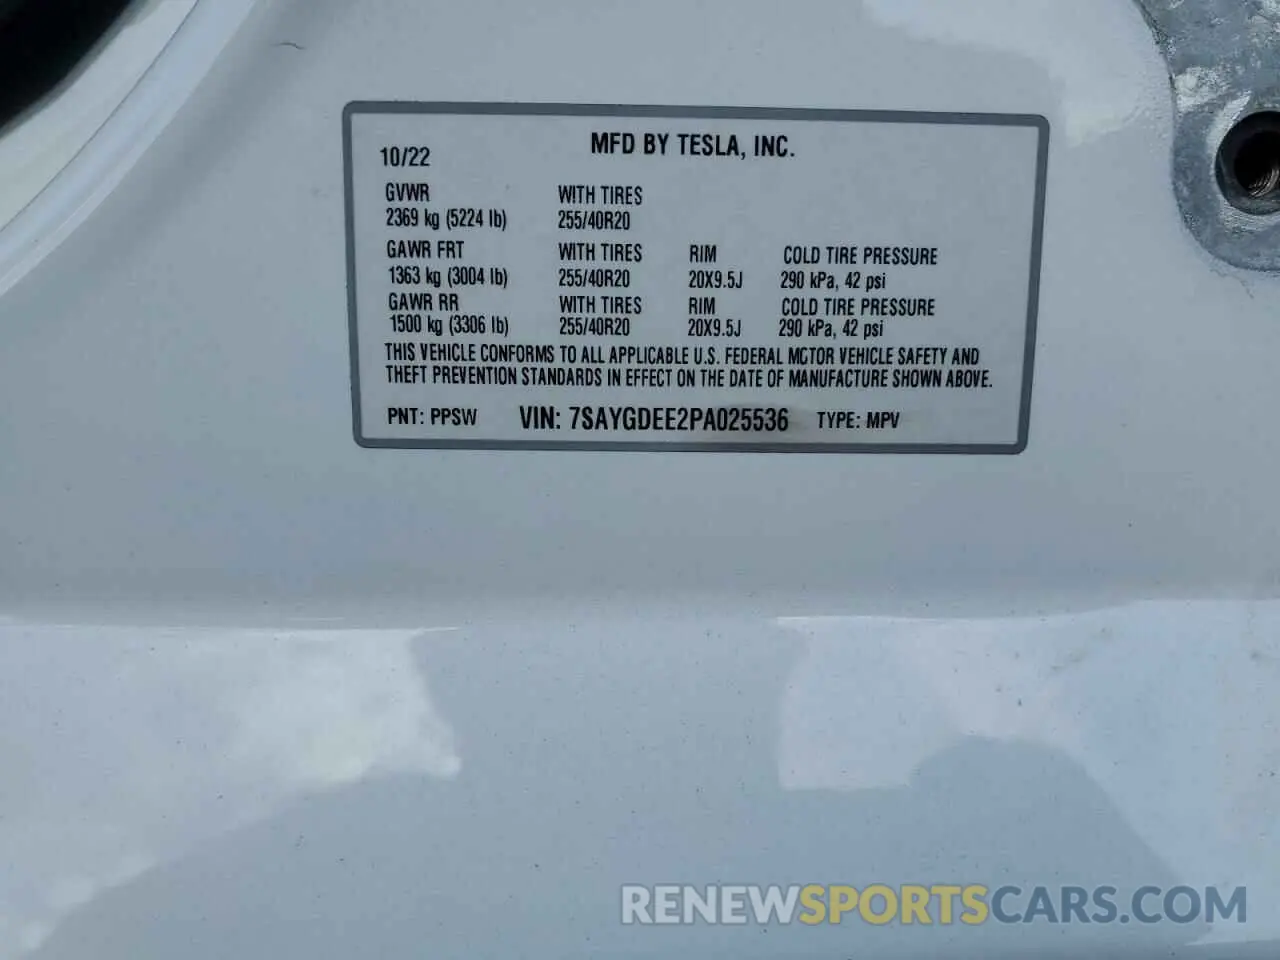 MFD BY TESLA, INC.
10/22
GVWR WITH TIRES
2369 kg (5224 lb) 255/40R20
GAWR FRT WITH TIRES RIM COLD TIRE PRESSURE
1363 kg (3004 lb) 255/40R20 20X9.5J 290 kPa, 42 psi
GAWR RR WITH TIRES RIM COLD TIRE PRESSURE
1500 kg (3306 lb) 255/40R20 20X9.5J 290 kPa, 42 psi
THIS VEHICLE CONFORMS TO ALL APPLICABLE U.S. FEDERAL MOTOR VEHICLE SAFETY AND
THEFT PREVENTION STANDARDS IN EFFECT ON THE DATE OF MANUFACTURE SHOWN ABOVE.
PNT: PPSW VIN: 7SAYGDEE2PA025536 TYPE: MPV
RENEWSPORTSCARS.COM